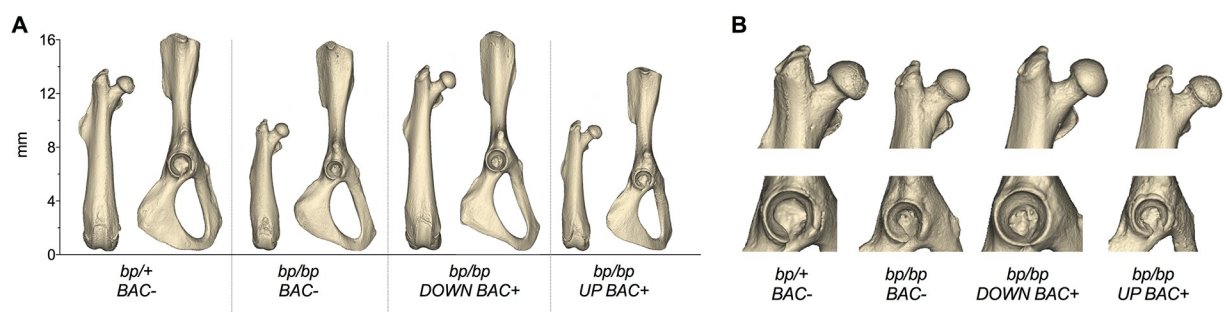 A
B
16
12
8
4
0
mm
bp/+
BAC-
bp/bp
BAC-
bp/bp
DOWN BAC+
bp/bp
UP BAC+
bp/+
BAC-
bp/bp
BAC-
bp/bp
DOWN BAC+
bp/bp
UP BAC+